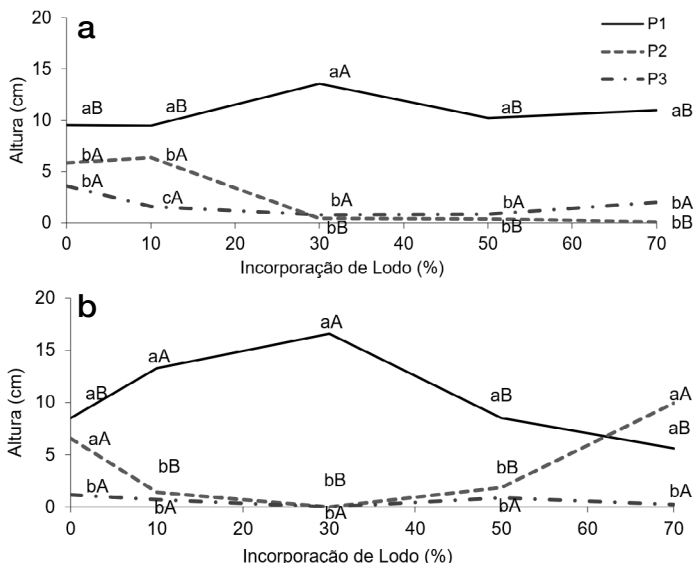 a
20
P1
P2
P3
15
10
5
0
Altura (cm)
aB aB aA aB aB
bA bA bB bB bB
bA cA bA bA bA
0 10 20 30 40 50 60 70
Incorporação de Lodo (%)
b
20
15
10
5
0
Altura (cm)
aB aA aA aB aB
aA bB bB bB aA
bA bA bA bA bA
0 10 20 30 40 50 60 70
Incorporação de Lodo (%)